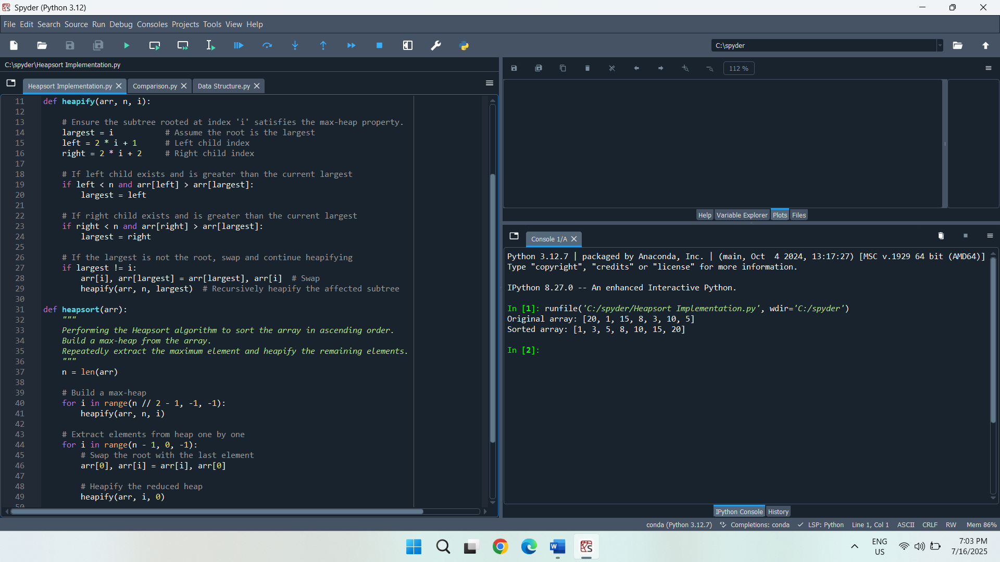 Spyder (Python 3.12)
File Edit Search Source Run Debug Consoles Projects Tools View Help
C:\spyder
C:\spyder\Heapsort Implementation.py
Heapsort Implementation.py Comparison.py Data Structure.py
11 def heapify(arr, n, i):
12
13 # Ensure the subtree rooted at index 'i' satisfies the max-heap property.
14 largest = i # Assume the root is the largest
15 left = 2 * i + 1 # Left child index
16 right = 2 * i + 2 # Right child index
17
18 # If left child exists and is greater than the current largest
19 if left < n and arr[left] > arr[largest]:
20 largest = left
21
22 # If right child exists and is greater than the current largest
23 if right < n and arr[right] > arr[largest]:
24 largest = right
25
26 # If the largest is not the root, swap and continue heapifying
27 if largest != i:
28 arr[i], arr[largest] = arr[largest], arr[i] # Swap
29 heapify(arr, n, largest) # Recursively heapify the affected subtree
30
31 def heapsort(arr):
32 """
33 Performing the Heapsort algorithm to sort the array in ascending order.
34 Build a max-heap from the array.
35 Repeatedly extract the maximum element and heapify the remaining elements.
36 """
37 n = len(arr)
38
39 # Build a max-heap
40 for i in range(n // 2 - 1, -1, -1):
41 heapify(arr, n, i)
42
43 # Extract elements from heap one by one
44 for i in range(n - 1, 0, -1):
45 # Swap the root with the last element
46 arr[0], arr[i] = arr[i], arr[0]
47
48 # Heapify the reduced heap
49 heapify(arr, i, 0)
50
112 %
Help Variable Explorer Plots Files
Console 1/A
Python 3.12.7 | packaged by Anaconda, Inc. | (main, Oct  4 2024, 13:17:27) [MSC v.1929 64 bit (AMD64)]
Type "copyright", "credits" or "license" for more information.
IPython 8.27.0 -- An enhanced Interactive Python.
In [1]: runfile('C:/spyder/Heapsort Implementation.py', wdir='C:/spyder')
Original array: [20, 1, 15, 8, 3, 10, 5]
Sorted array: [1, 3, 5, 8, 10, 15, 20]
In [2]:
IPython Console History
conda (Python 3.12.7) Completions: conda LSP: Python Line 1, Col 1 ASCII CRLF RW Mem 86%
ENG
US
7:03 PM
7/16/2025